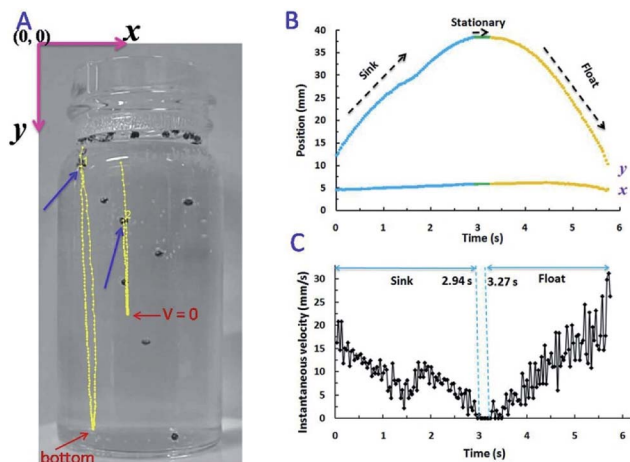 A
(0, 0)
x
y
V = 0
bottom
B
Stationary
Sink
Float
Position (mm)
40
35
30
25
20
15
10
5
0
y
x
0 1 2 3 4 5 6
Time (s)
C
Sink 2.94 s 3.27 s Float
Instantaneous velocity (mm/s)
30
25
20
15
10
5
0
0 1 2 3 4 5 6
Time (s)